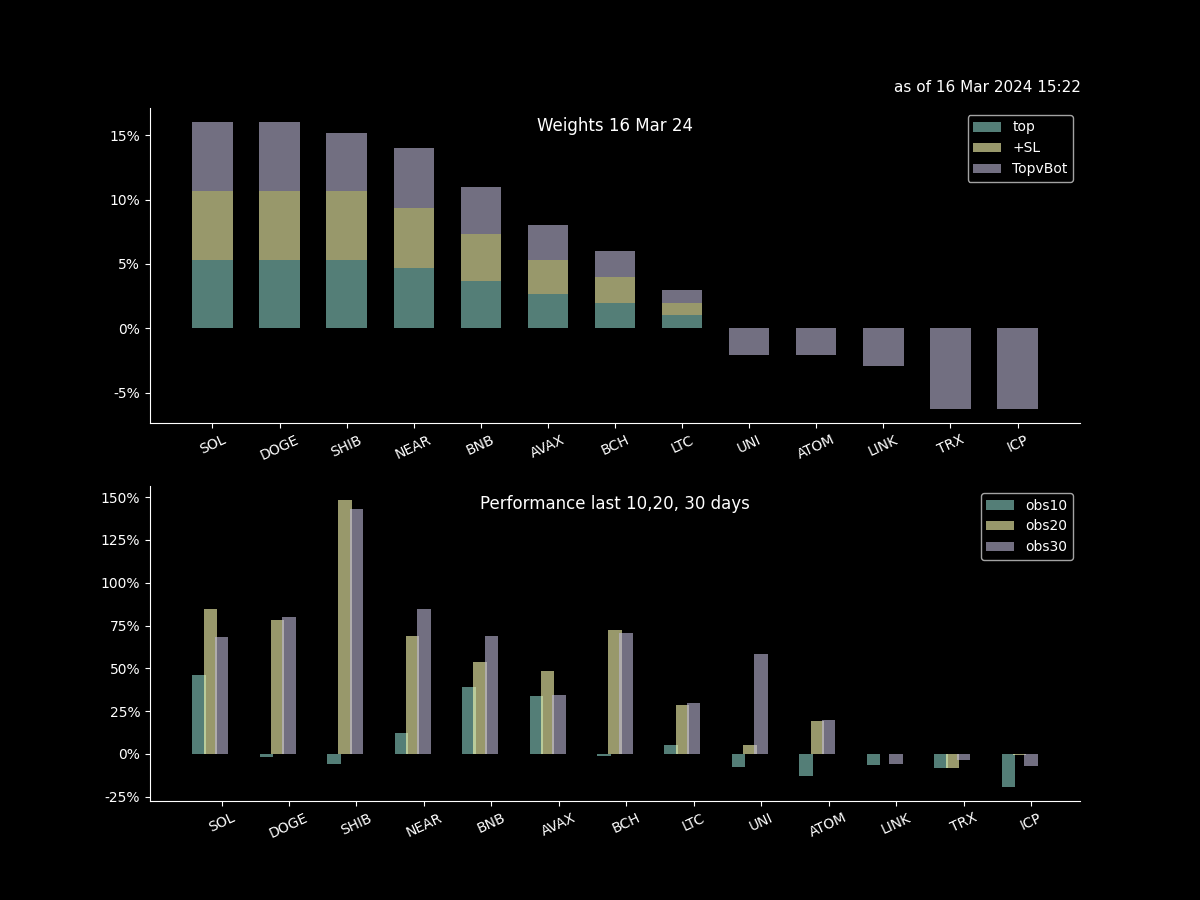 as of 16 Mar 2024 15:22
Weights 16 Mar 24
top
+SL
TopvBot
15%
10%
5%
0%
-5%
SOL DOGE SHIB NEAR BNB AVAX BCH LTC UNI ATOM LINK TRX ICP
Performance last 10,20, 30 days
obs10
obs20
obs30
150%
125%
100%
75%
50%
25%
0%
-25%
SOL DOGE SHIB NEAR BNB AVAX BCH LTC UNI ATOM LINK TRX ICP